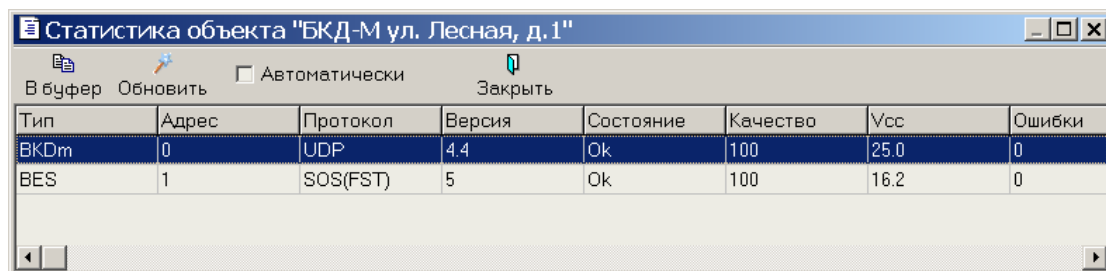 Статистика объекта "БКД-М ул. Лесная, д.1"
В буфер Обновить Автоматически Закрыть
Тип Адрес Протокол Версия Состояние Качество Vcc Ошибки
BKDm 0 UDP 4.4 Ok 100 25.0 0
BES 1 SOS(FST) 5 Ok 100 16.2 0